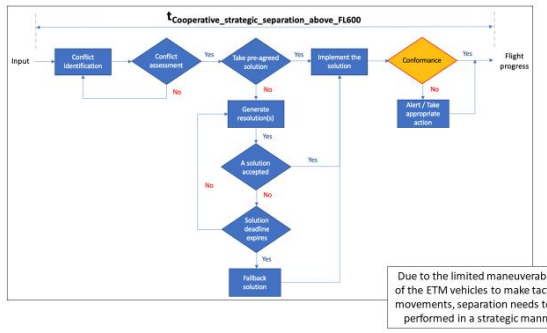 tCooperative_strategic_separation_above_FL600
Input
Conflict
identification
Conflict
assessment
Yes
No
Take pre-agreed
solution
Yes
No
Implement the
solution
Conformance
Yes
No
Flight
progress
Alert / Take
appropriate
action
Generate
resolution(s)
Yes
A solution
accepted
Yes
No
No
Solution
deadline
expires
Yes
Fallback
solution
Due to the limited maneuverab
of the ETM vehicles to make tac
movements, separation needs t
performed in a strategic mann